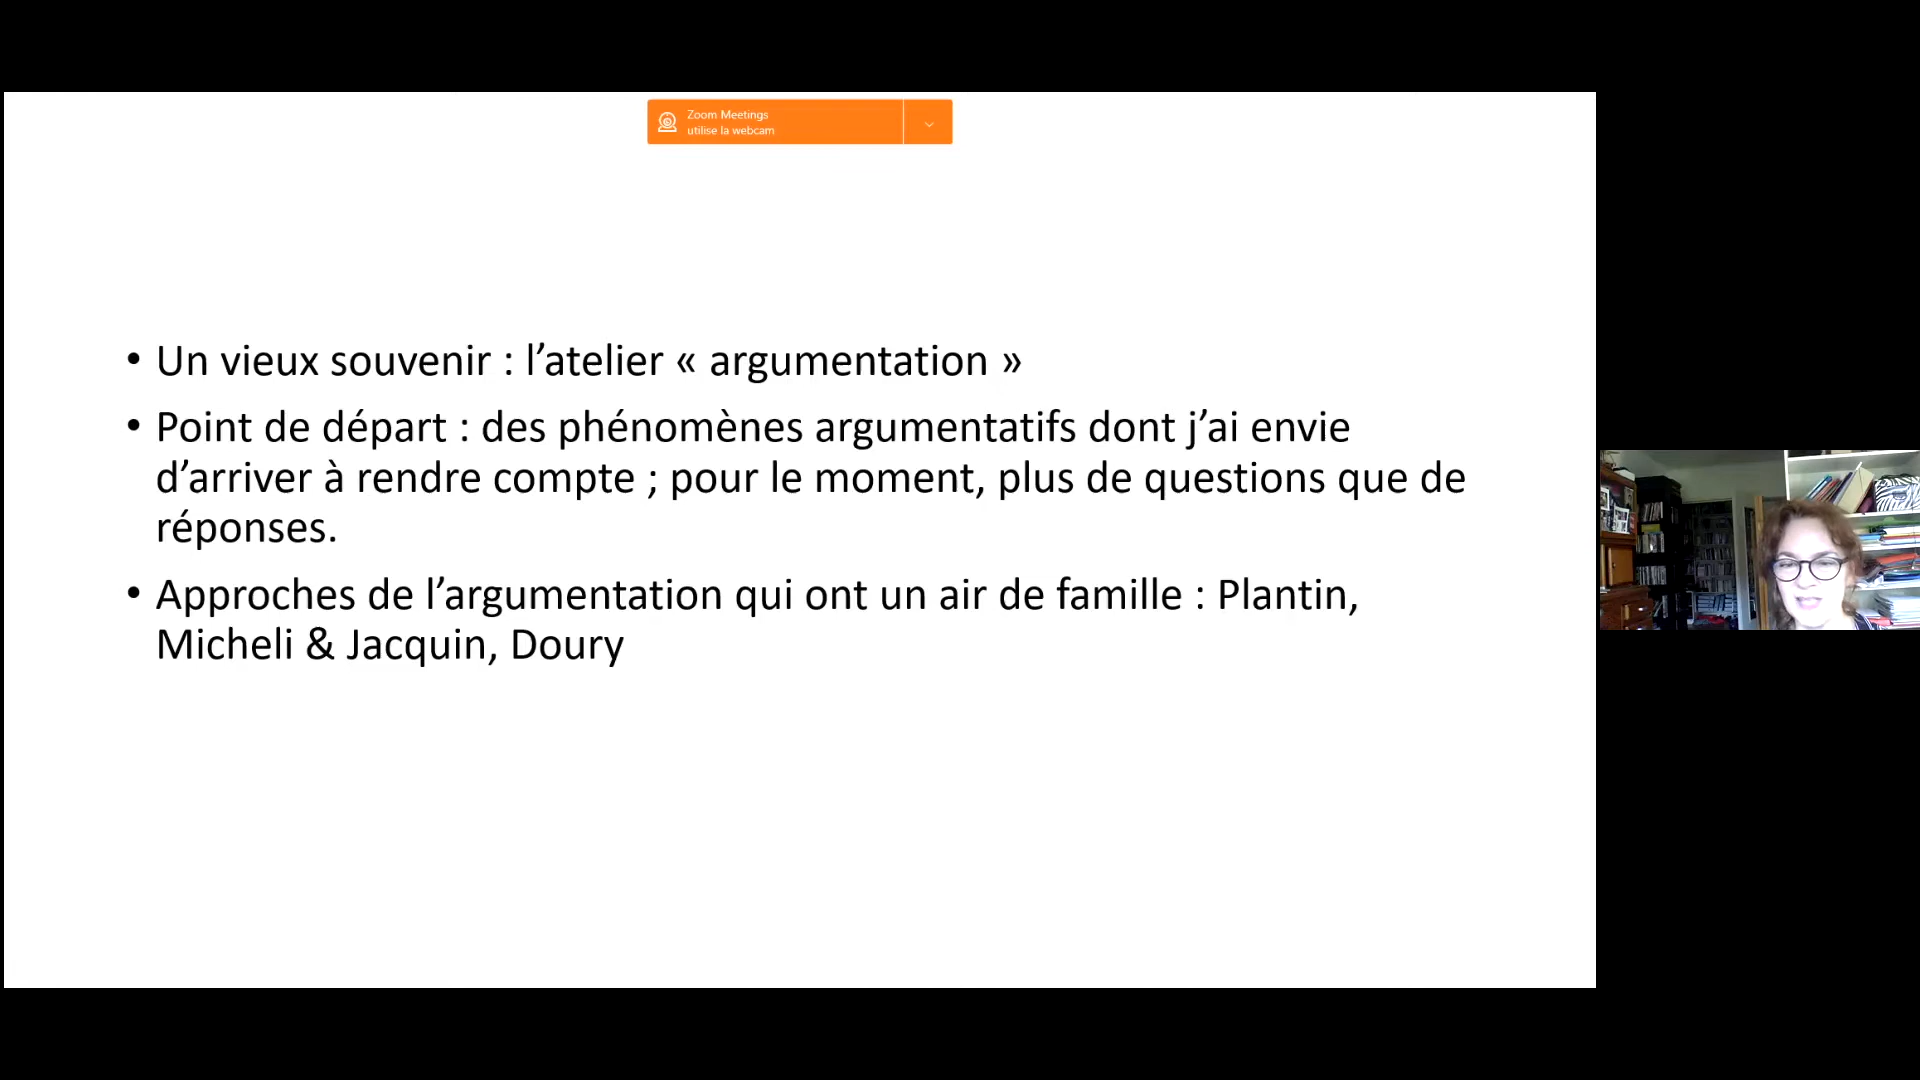 Zoom Meetings
utilise la webcam
• Un vieux souvenir : l’atelier « argumentation »
• Point de départ : des phénomènes argumentatifs dont j’ai envie
d’arriver à rendre compte ; pour le moment, plus de questions que de
réponses.
• Approches de l’argumentation qui ont un air de famille : Plantin,
Micheli & Jacquin, Doury